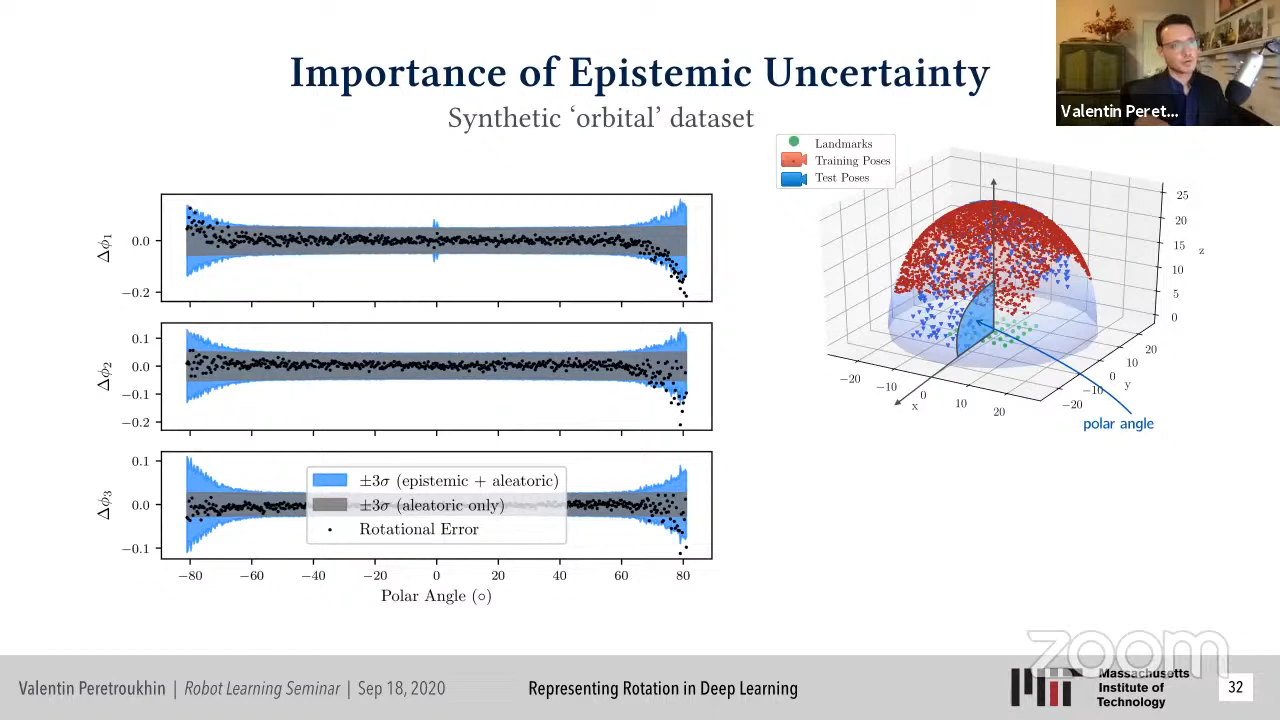 Importance of Epistemic Uncertainty
Synthetic ‘orbital’ dataset
Valentin Peret...
Landmarks
Training Poses
Test Poses
25
20
15
10
5
0
z
20
10
0
−10
−20
y
−20
−10
0
10
20
x
polar angle
0.0
−0.2
Δϕ1
0.1
0.0
−0.1
−0.2
Δϕ2
0.1
0.0
−0.1
Δϕ3
±3σ (epistemic + aleatoric)
±3σ (aleatoric only)
Rotational Error
−80 −60 −40 −20 0 20 40 60 80
Polar Angle (○)
zoom
Valentin Peretroukhin | Robot Learning Seminar | Sep 18, 2020
Representing Rotation in Deep Learning
Massachusetts
Institute of
Technology
32